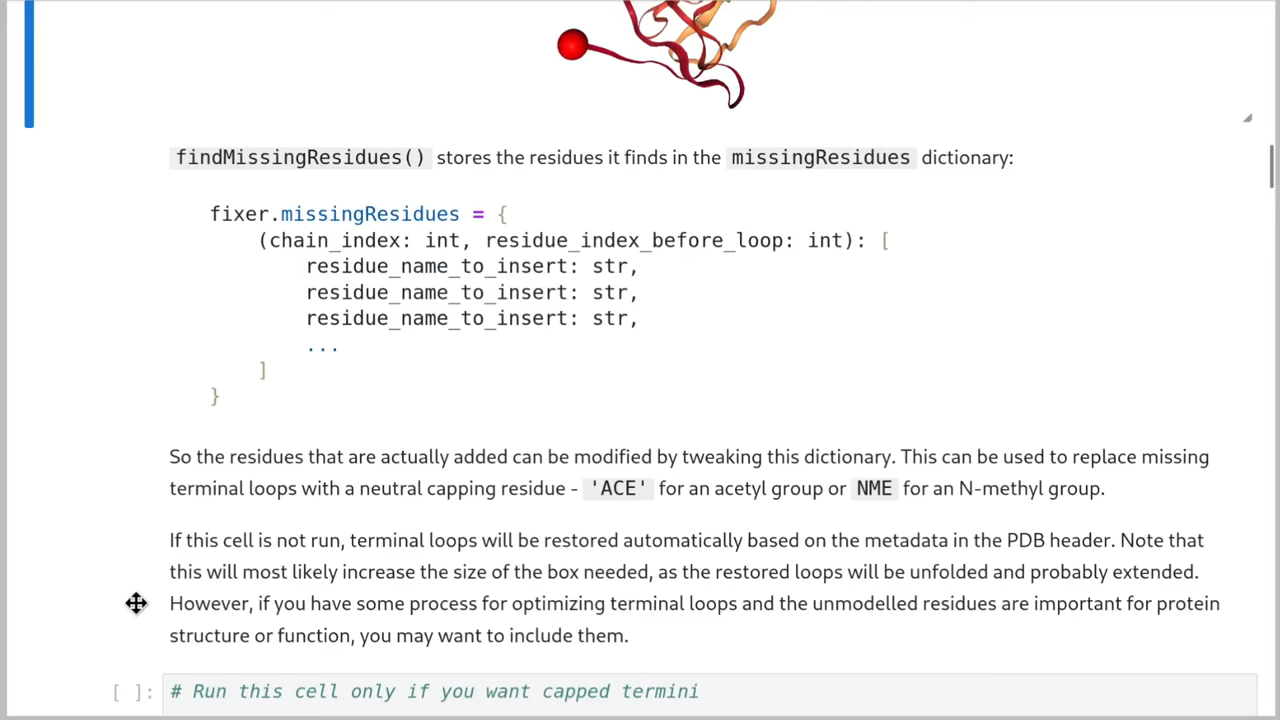 findMissingResidues() stores the residues it finds in the missingResidues dictionary:
fixer.missingResidues = {
(chain_index: int, residue_index_before_loop: int): [
residue_name_to_insert: str,
residue_name_to_insert: str,
residue_name_to_insert: str,
...
]
}
So the residues that are actually added can be modified by tweaking this dictionary. This can be used to replace missing
terminal loops with a neutral capping residue - 'ACE' for an acetyl group or NME for an N-methyl group.
If this cell is not run, terminal loops will be restored automatically based on the metadata in the PDB header. Note that
this will most likely increase the size of the box needed, as the restored loops will be unfolded and probably extended.
However, if you have some process for optimizing terminal loops and the unmodelled residues are important for protein
structure or function, you may want to include them.
[ ]: # Run this cell only if you want capped termini